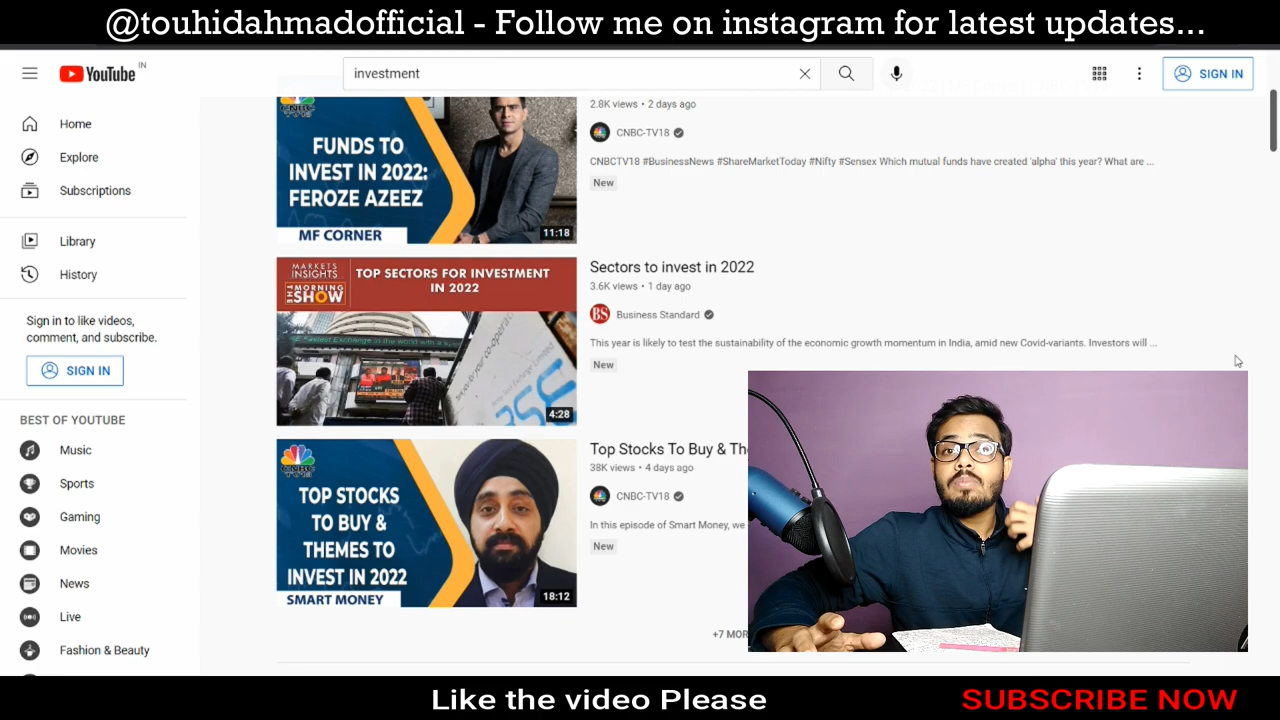 @touhidahmadofficial - Follow me on instagram for latest updates...
YouTube IN
investment
SIGN IN
Home
Explore
Subscriptions
Library
History
Sign in to like videos,
comment, and subscribe.
SIGN IN
BEST OF YOUTUBE
Music
Sports
Gaming
Movies
News
Live
Fashion & Beauty
FUNDS TO
INVEST IN 2022:
FEROZE AZEEZ
MF CORNER
11:18
2.8K views • 2 days ago
CNBC-TV18
CNBCTV18 #BusinessNews #ShareMarketToday #Nifty #Sensex Which mutual funds have created 'alpha' this year? What are ...
New
MARKETS
INSIGHTS
THE MORNING
SHOW
TOP SECTORS FOR INVESTMENT
IN 2022
4:28
Sectors to invest in 2022
3.6K views • 1 day ago
BS Business Standard
This year is likely to test the sustainability of the economic growth momentum in India, amid new Covid-variants. Investors will ...
New
TOP STOCKS
TO BUY &
THEMES TO
INVEST IN 2022
SMART MONEY
18:12
Top Stocks To Buy & Th
38K views • 4 days ago
CNBC-TV18
In this episode of Smart Money, we
New
+7 MOR
Like the video Please
SUBSCRIBE NOW